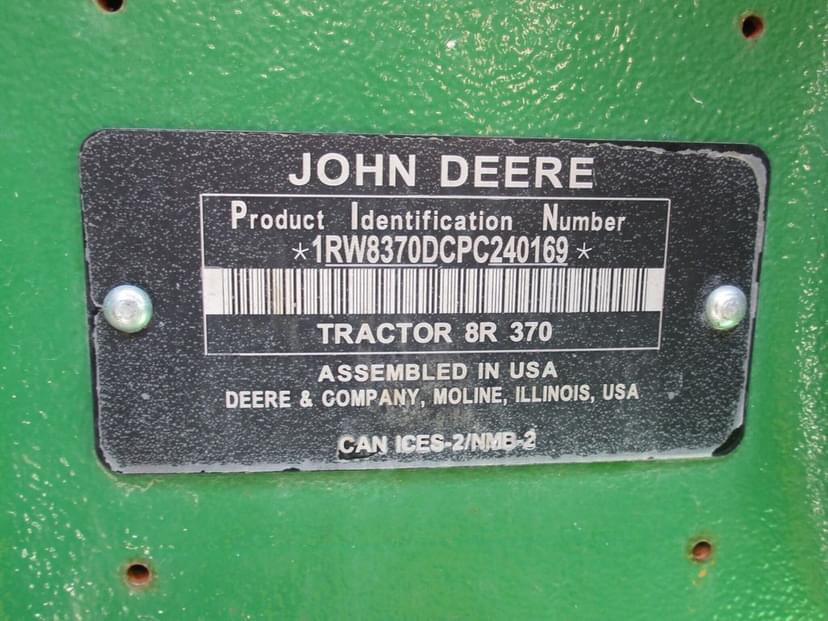 JOHN DEERE
Product Identification Number
*1RW8370DCPC240169*
TRACTOR 8R 370
ASSEMBLED IN USA
DEERE & COMPANY, MOLINE, ILLINOIS, USA
CAN ICES-2/NMB-2